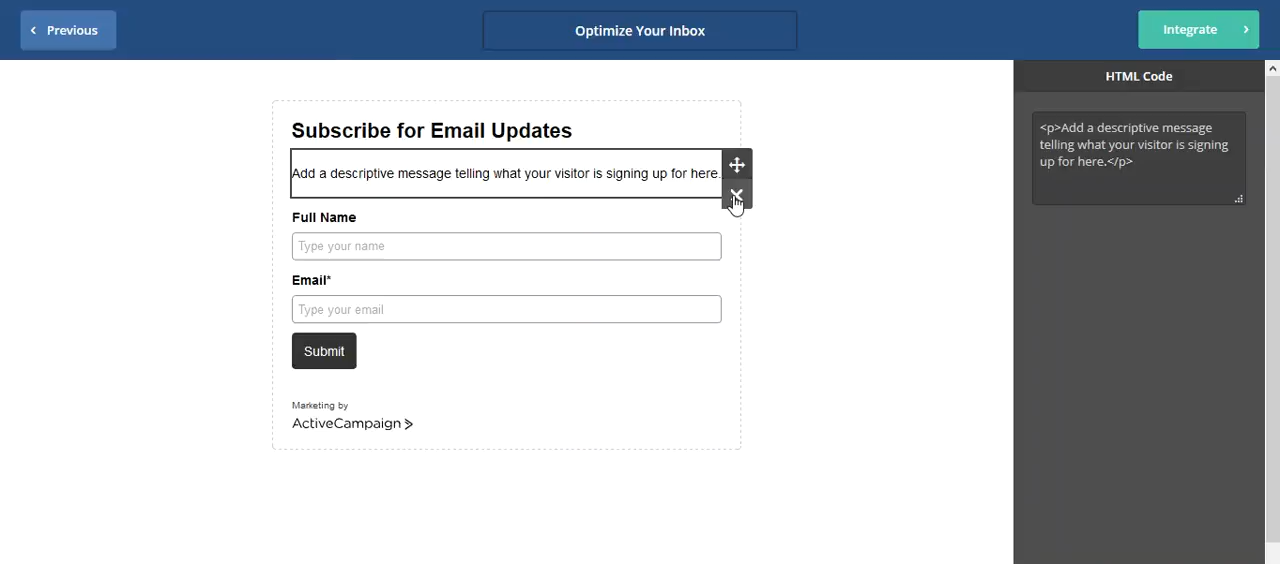 Previous
Optimize Your Inbox
Integrate
HTML Code
<p>Add a descriptive message
telling what your visitor is signing
up for here.</p>
Subscribe for Email Updates
Add a descriptive message telling what your visitor is signing up for here.
Full Name
Type your name
Email*
Type your email
Submit
Marketing by
ActiveCampaign >